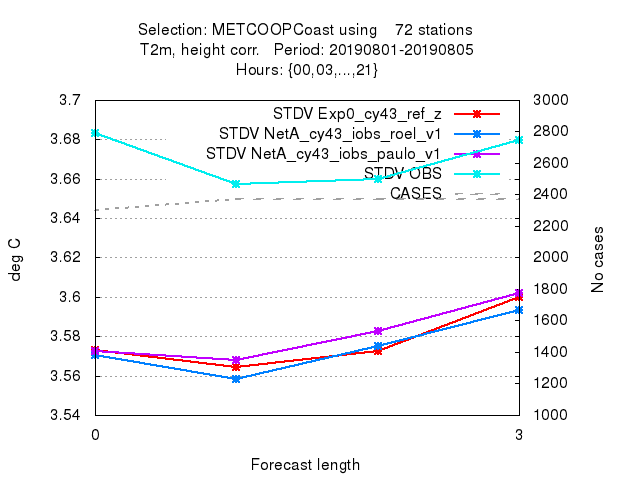 Selection: METCOOPCoast using 72 stations
T2m, height corr. Period: 20190801-20190805
Hours: {00,03,...,21}
3.7
3.68
3.66
3.64
3.62
3.6
3.58
3.56
3.54
deg C
STDV Exp0_cy43_ref_z
STDV NetA_cy43_iobs_roel_v1
STDV NetA_cy43_iobs_paulo_v1
STDV OBS
CASES
3000
2800
2600
2400
2200
2000
1800
1600
1400
1200
1000
No cases
0
3
Forecast length